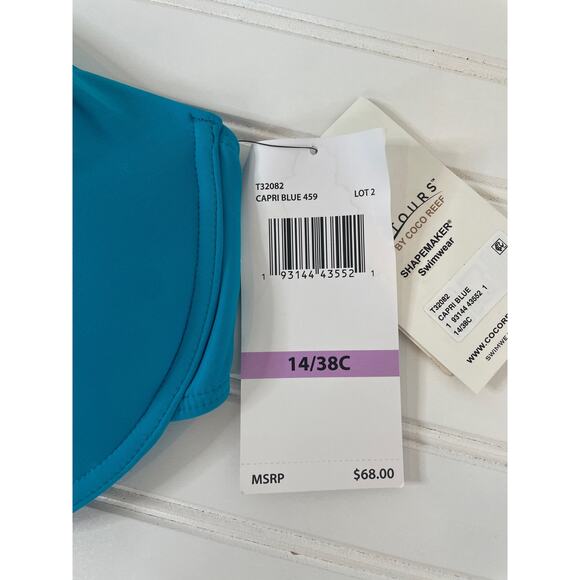 T32082
CAPRI BLUE 459 LOT 2
1 93144 43552 1
14/38C
MSRP $68.00
TOURS™
BY COCO REEF
SHAPEMAKER®
Swimwear
T32082
CAPRI BLUE
1 93144 43552 1
14/38C